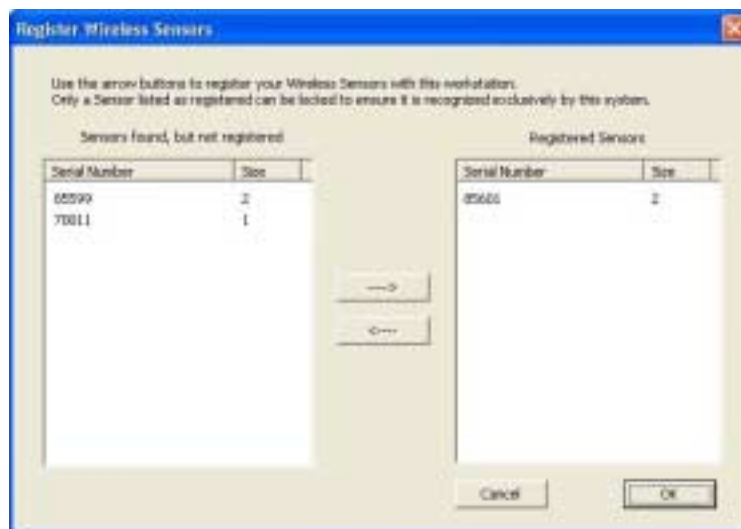 Register Wireless Sensors
Use the arrow buttons to register your Wireless Sensors with this workstation.
Only a Sensor listed as registered can be locked to ensure it is recognized exclusively by this system.
Sensors found, but not registered
Registered Sensors
Serial Number Size
Serial Number Size
65599 2
85601 2
70011 1
---->
<----
Cancel OK